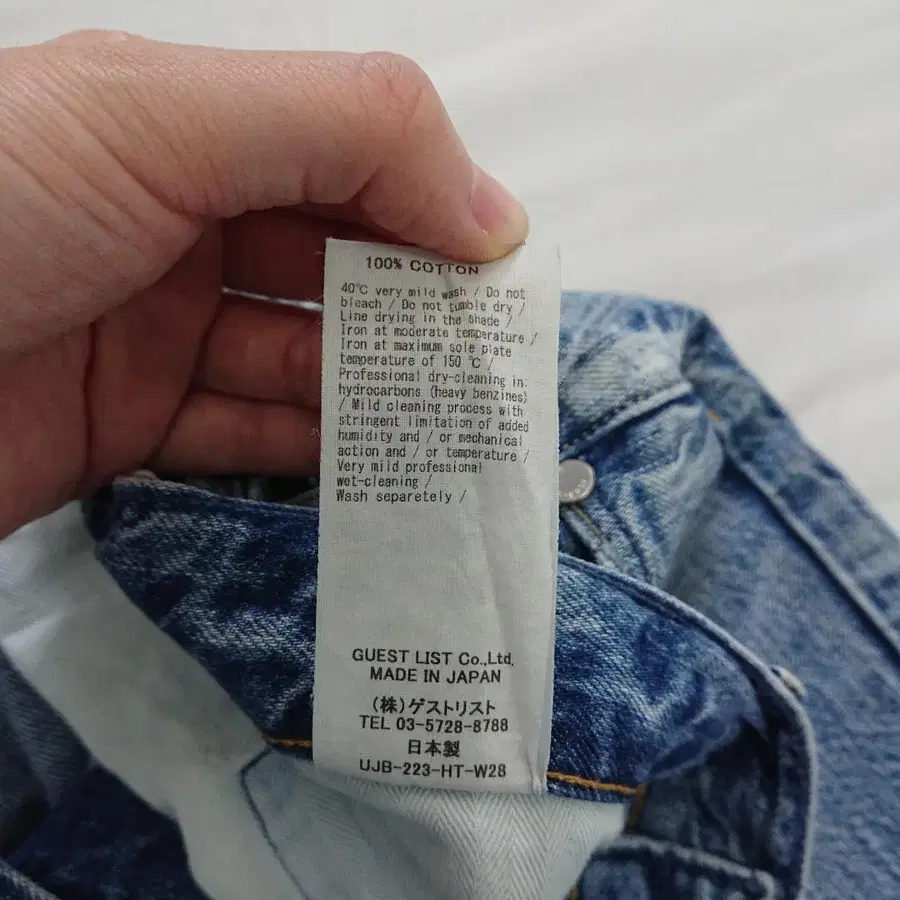 100% COTTON
40℃ very mild wash / Do not
bleach / Do not tumble dry /
Line drying in the shade /
Iron at moderate temperature /
Iron at maximum sole plate
temperature of 150 ℃ /
Professional dry-cleaning in:
hydrocarbons (heavy benzines)
/ Mild cleaning process with
stringent limitation of added
humidity and / or mechanical
action and / or temperature /
Very mild professional
wet-cleaning /
Wash separately /
GUEST LIST Co.,Ltd.
MADE IN JAPAN
(株)ゲストリスト
TEL 03-5728-8788
日本製
UJB-223-HT-W28